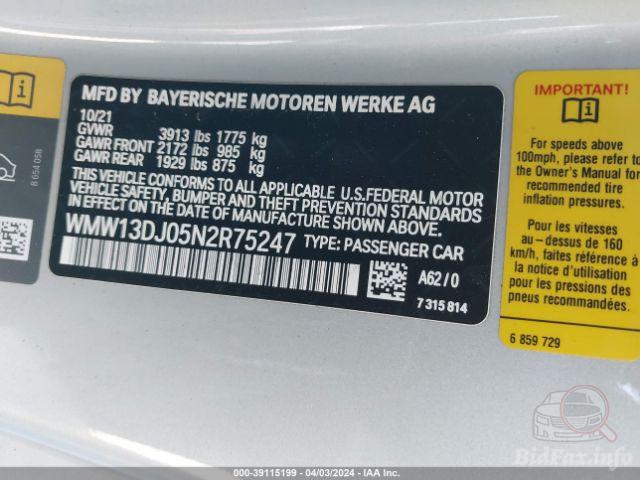 8 654 058
MFD BY BAYERISCHE MOTOREN WERKE AG
10/21
GVWR 3913 lbs 1775 kg
GAWR FRONT 2172 lbs 985 kg
GAWR REAR 1929 lbs 875 kg
THIS VEHICLE CONFORMS TO ALL APPLICABLE U.S.FEDERAL MOTOR
VEHICLE SAFETY, BUMPER AND THEFT PREVENTION STANDARDS
IN EFFECT ON THE DATE OF MANUFACTURE SHOWN ABOVE.
WMW13DJ05N2R75247 TYPE: PASSENGER CAR
A62/0
7 315 814
IMPORTANT!
For speeds above
100mph, please refer to
the Owner's Manual for
recommended tire
inflation pressures.
Pour les vitesses
au-dessus de 160
km/h, faites référence à
la notice d'utilisation
pour les pressions de
pneus recommandées.
6 859 729
BidFax.info
000-39115199 - 04/03/2024 - IAA Inc.